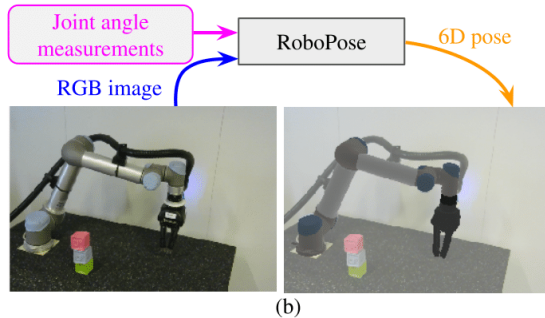 Joint angle
measurements
RoboPose
6D pose
RGB image
(b)